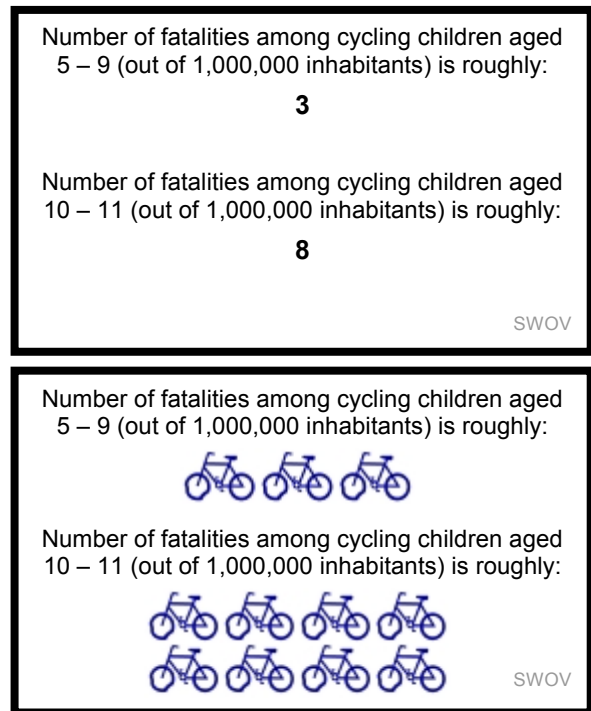 Number of fatalities among cycling children aged
5 – 9 (out of 1,000,000 inhabitants) is roughly:
3
Number of fatalities among cycling children aged
10 – 11 (out of 1,000,000 inhabitants) is roughly:
8
SWOV
Number of fatalities among cycling children aged
5 – 9 (out of 1,000,000 inhabitants) is roughly:
Number of fatalities among cycling children aged
10 – 11 (out of 1,000,000 inhabitants) is roughly:
SWOV